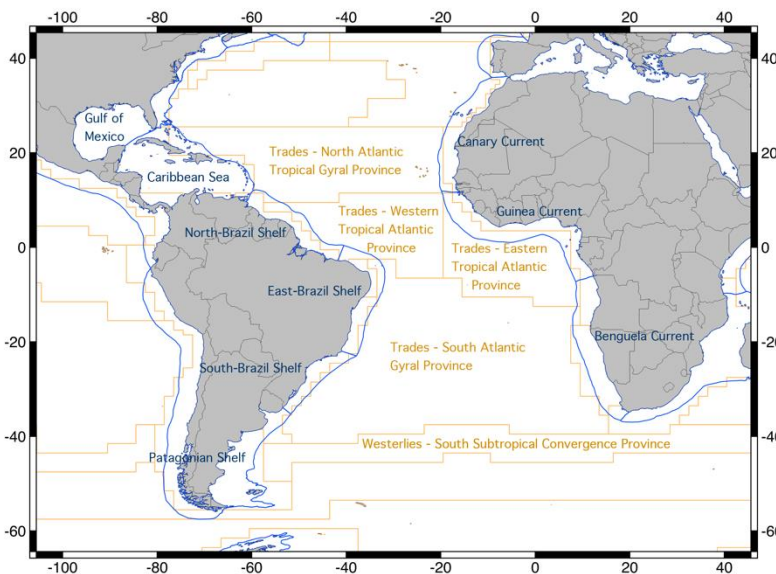 -100 -80 -60 -40 -20 0 20 40
40
20
0
-20
-40
-60
40
20
0
-20
-40
-60
Gulf of
Mexico
Caribbean Sea
Trades - North Atlantic
Tropical Gyral Province
Canary Current
Guinea Current
Trades - Western
Tropical Atlantic
Province
North-Brazil Shelf
Trades - Eastern
Tropical Atlantic
Province
East-Brazil Shelf
Benguela Current
Trades - South Atlantic
Gyral Province
South-Brazil Shelf
Westerlies - South Subtropical Convergence Province
Patagonian Shelf
-100 -80 -60 -40 -20 0 20 40